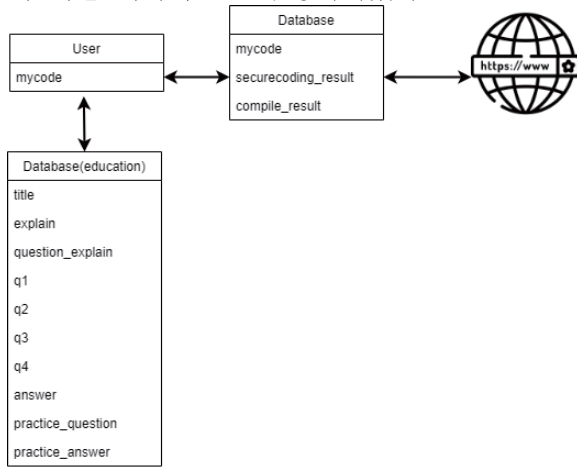 Database
User
mycode
mycode
securecoding_result
compile_result
https://www
Database(education)
title
explain
question_explain
q1
q2
q3
q4
answer
practice_question
practice_answer